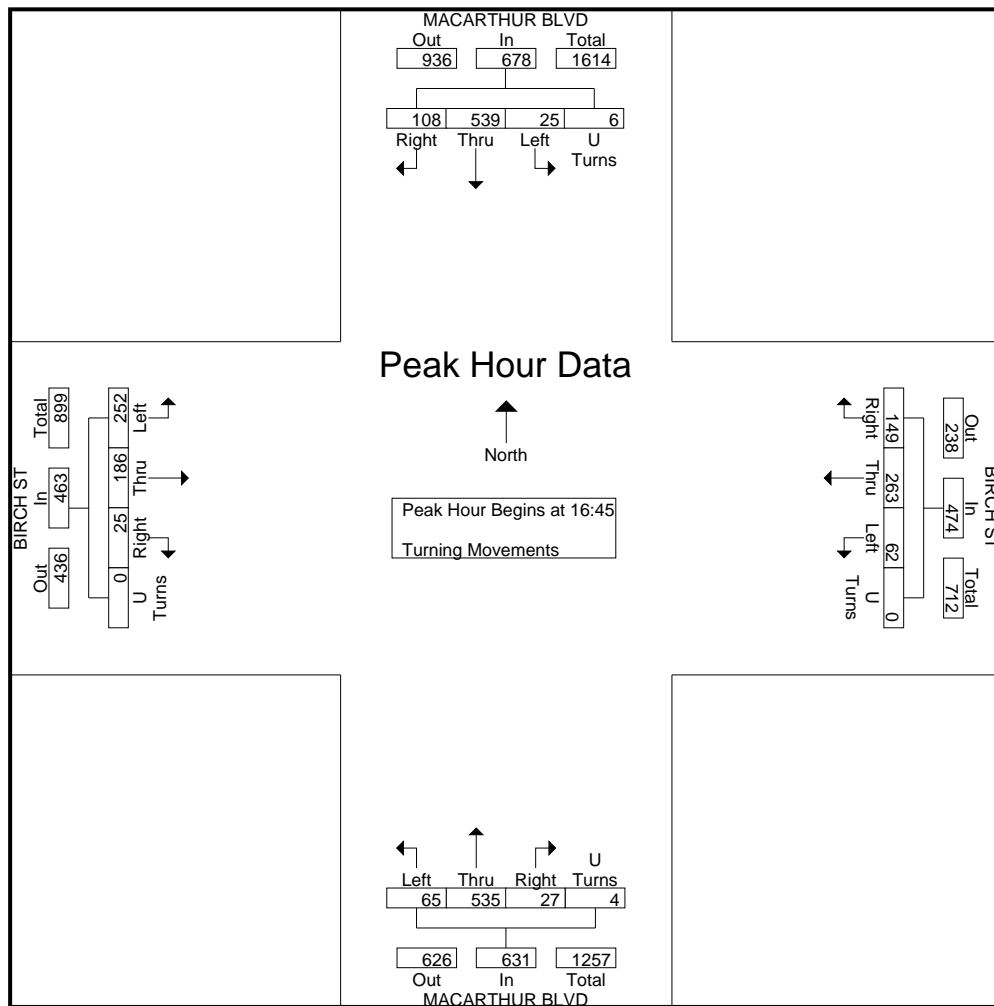 MACARTHUR BLVD
Out In Total
936 678 1614
108 539 25 6
Right Thru Left U
Turns
Peak Hour Data
North
Peak Hour Begins at 16:45
Turning Movements
BIRCH ST
Total In Out
899 463 436
252 186 25 0
Left Thru Right U
Turns
BIRCH ST
Out In Total
238 474 712
149 263 62 0
Right Thru Left U
Turns
U
Left Thru Right Turns
65 535 27 4
626 631 1257
Out In Total
MACARTHUR BLVD